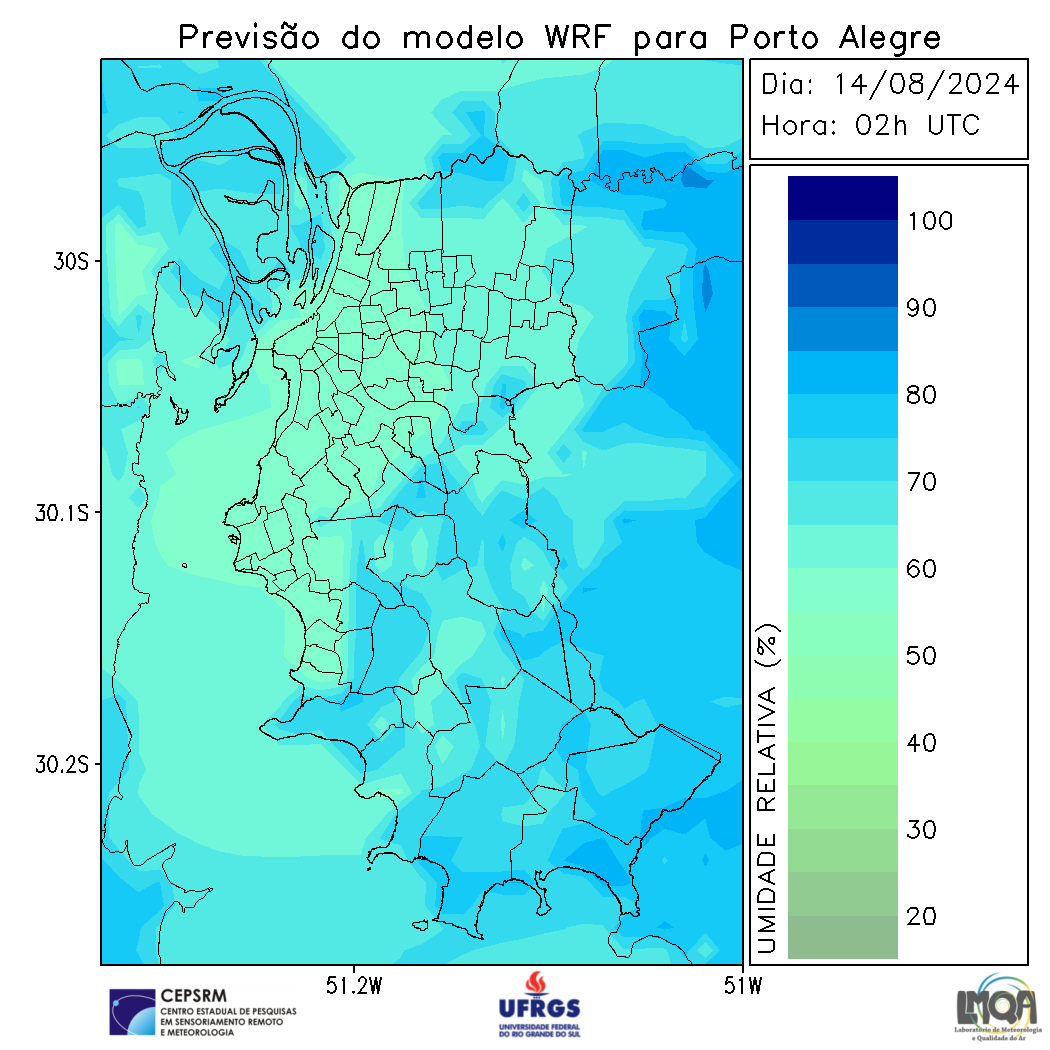 Previsão do modelo WRF para Porto Alegre
Dia: 14/08/2024
Hora: 02h UTC
30S
30.1S
30.2S
51.2W
51W
UMIDADE RELATIVA (%)
100
90
80
70
60
50
40
30
20
CEPSRM
CENTRO ESTADUAL DE PESQUISAS
EM SENSORIAMENTO REMOTO
E METEOROLOGIA
UFRGS
UNIVERSIDADE FEDERAL
DO RIO GRANDE DO SUL
LMQA
Laboratório de Meteorologia
e Qualidade do Ar